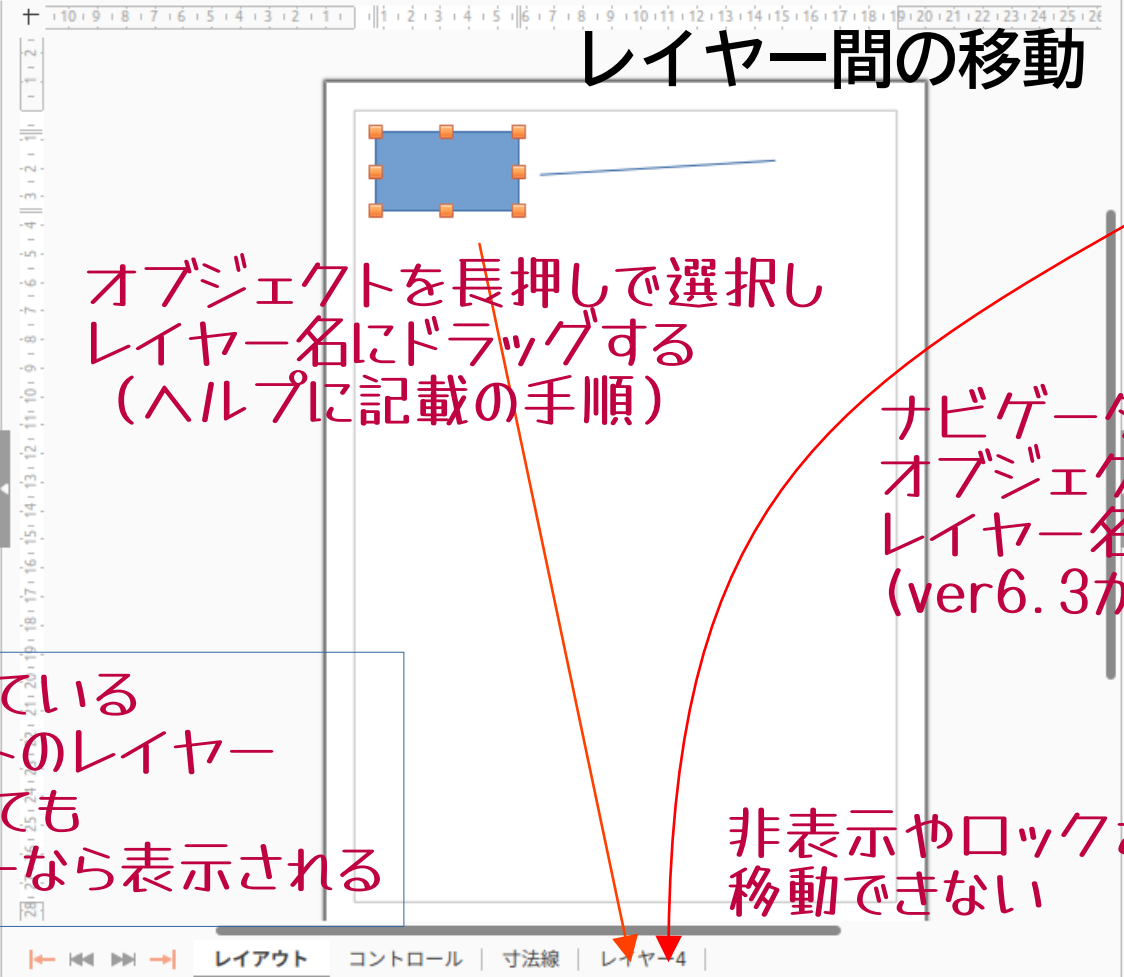 レイヤー間の移動
オブジェクトを長押しで選択し
レイヤー名にドラッグする
（ヘルプに記載の手順）
ナビゲータ
オブジェク
レイヤー名
(ver6.3か
ている
のレイヤー
ても
ーなら表示される
非表示やロック
移動できない
レイアウト コントロール 寸法線 レイヤー4